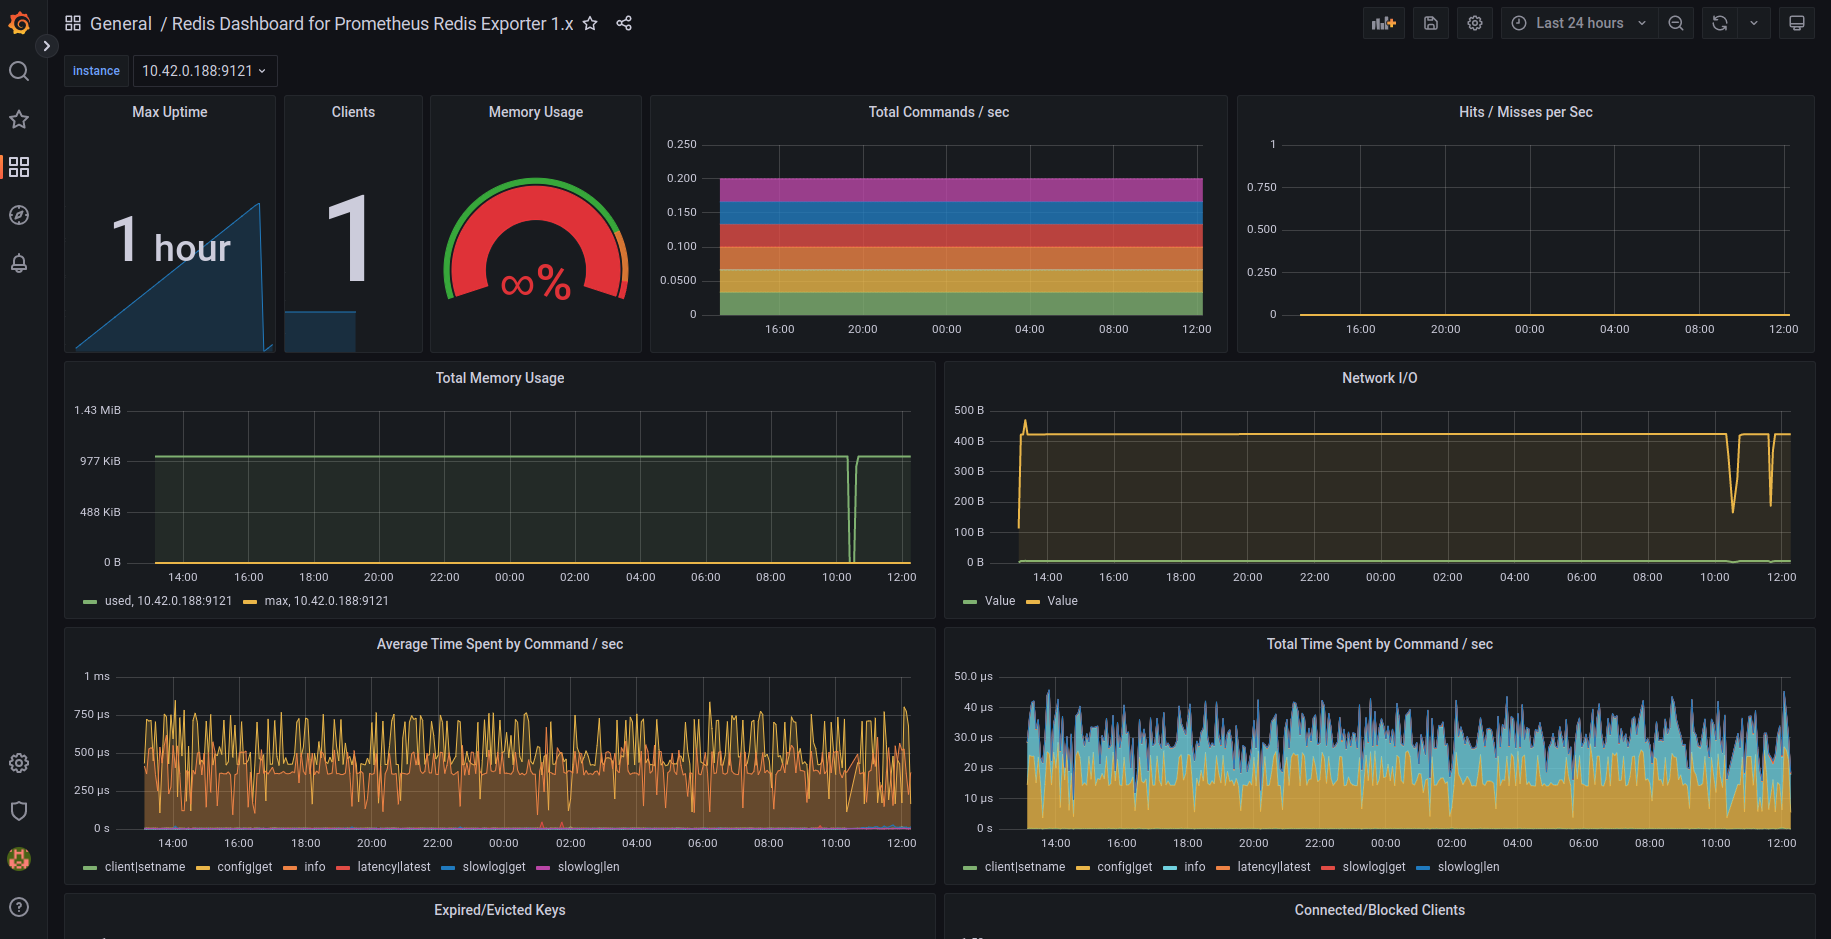 General / Redis Dashboard for Prometheus Redis Exporter 1.x
Last 24 hours
instance 10.42.0.188:9121
Max Uptime
1 hour
Clients
1
Memory Usage
∞%
Total Commands / sec
0.250
0.200
0.150
0.100
0.0500
0
16:00 20:00 00:00 04:00 08:00 12:00
Hits / Misses per Sec
1
0.750
0.500
0.250
0
16:00 20:00 00:00 04:00 08:00 12:00
Total Memory Usage
1.43 MiB
977 KiB
488 KiB
0 B
14:00 16:00 18:00 20:00 22:00 00:00 02:00 04:00 06:00 08:00 10:00 12:00
used, 10.42.0.188:9121 max, 10.42.0.188:9121
Network I/O
500 B
400 B
300 B
200 B
100 B
0 B
14:00 16:00 18:00 20:00 22:00 00:00 02:00 04:00 06:00 08:00 10:00 12:00
Value Value
Average Time Spent by Command / sec
1 ms
750 µs
500 µs
250 µs
0 s
14:00 16:00 18:00 20:00 22:00 00:00 02:00 04:00 06:00 08:00 10:00 12:00
client|setname config|get info latency|latest slowlog|get slowlog|len
Total Time Spent by Command / sec
50.0 µs
40 µs
30.0 µs
20 µs
10 µs
0 s
14:00 16:00 18:00 20:00 22:00 00:00 02:00 04:00 06:00 08:00 10:00 12:00
client|setname config|get info latency|latest slowlog|get slowlog|len
Expired/Evicted Keys
Connected/Blocked Clients